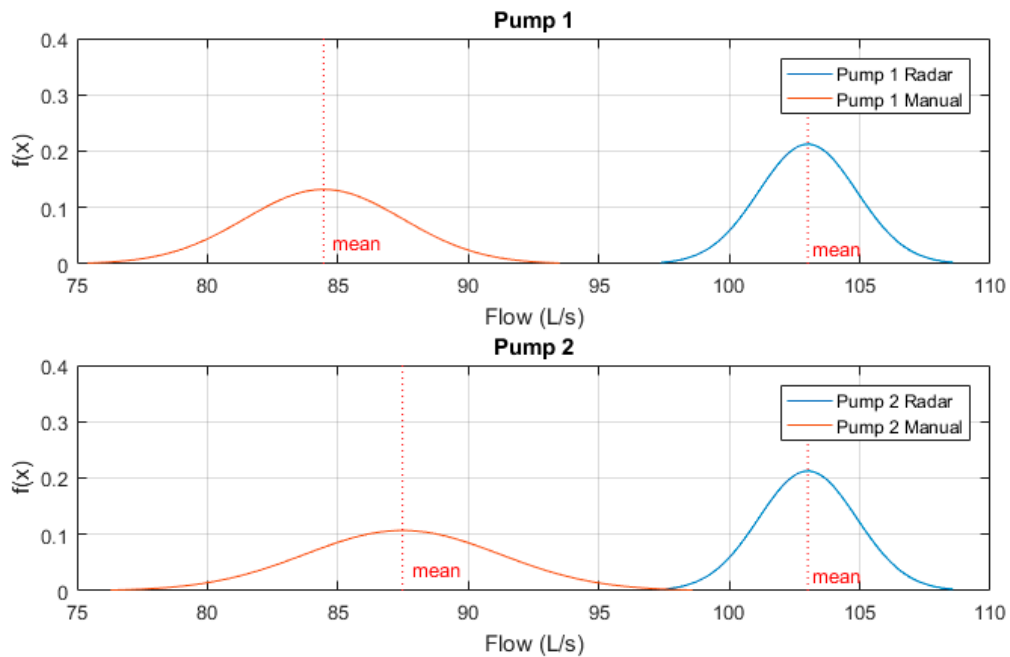 Pump 1
0.4
0.3
0.2
0.1
0
f(x)
Pump 1 Radar
Pump 1 Manual
mean
mean
75 80 85 90 95 100 105 110
Flow (L/s)
Pump 2
0.4
0.3
0.2
0.1
0
f(x)
Pump 2 Radar
Pump 2 Manual
mean
mean
75 80 85 90 95 100 105 110
Flow (L/s)